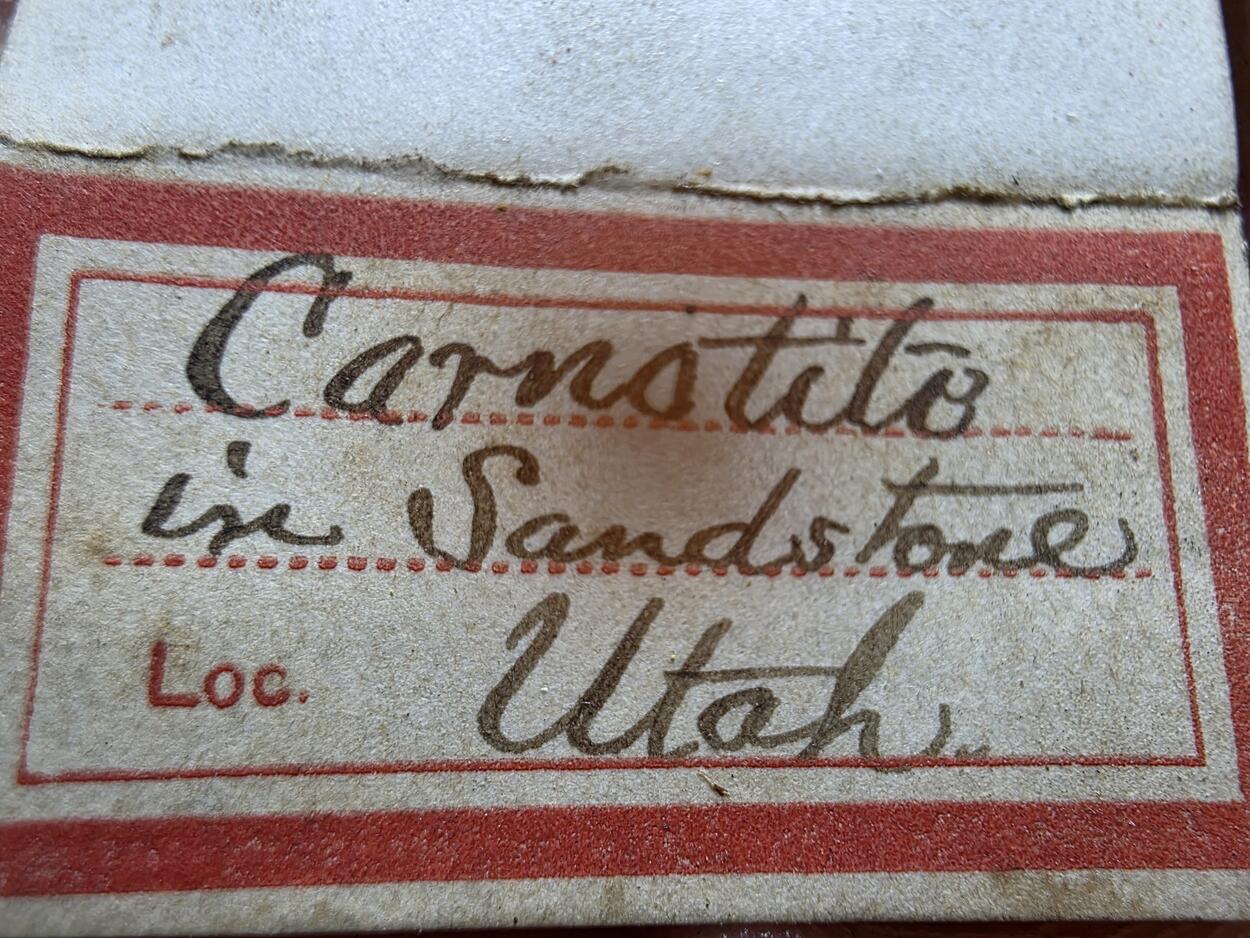 Carnotite
in Sandstone
Loc. Utah